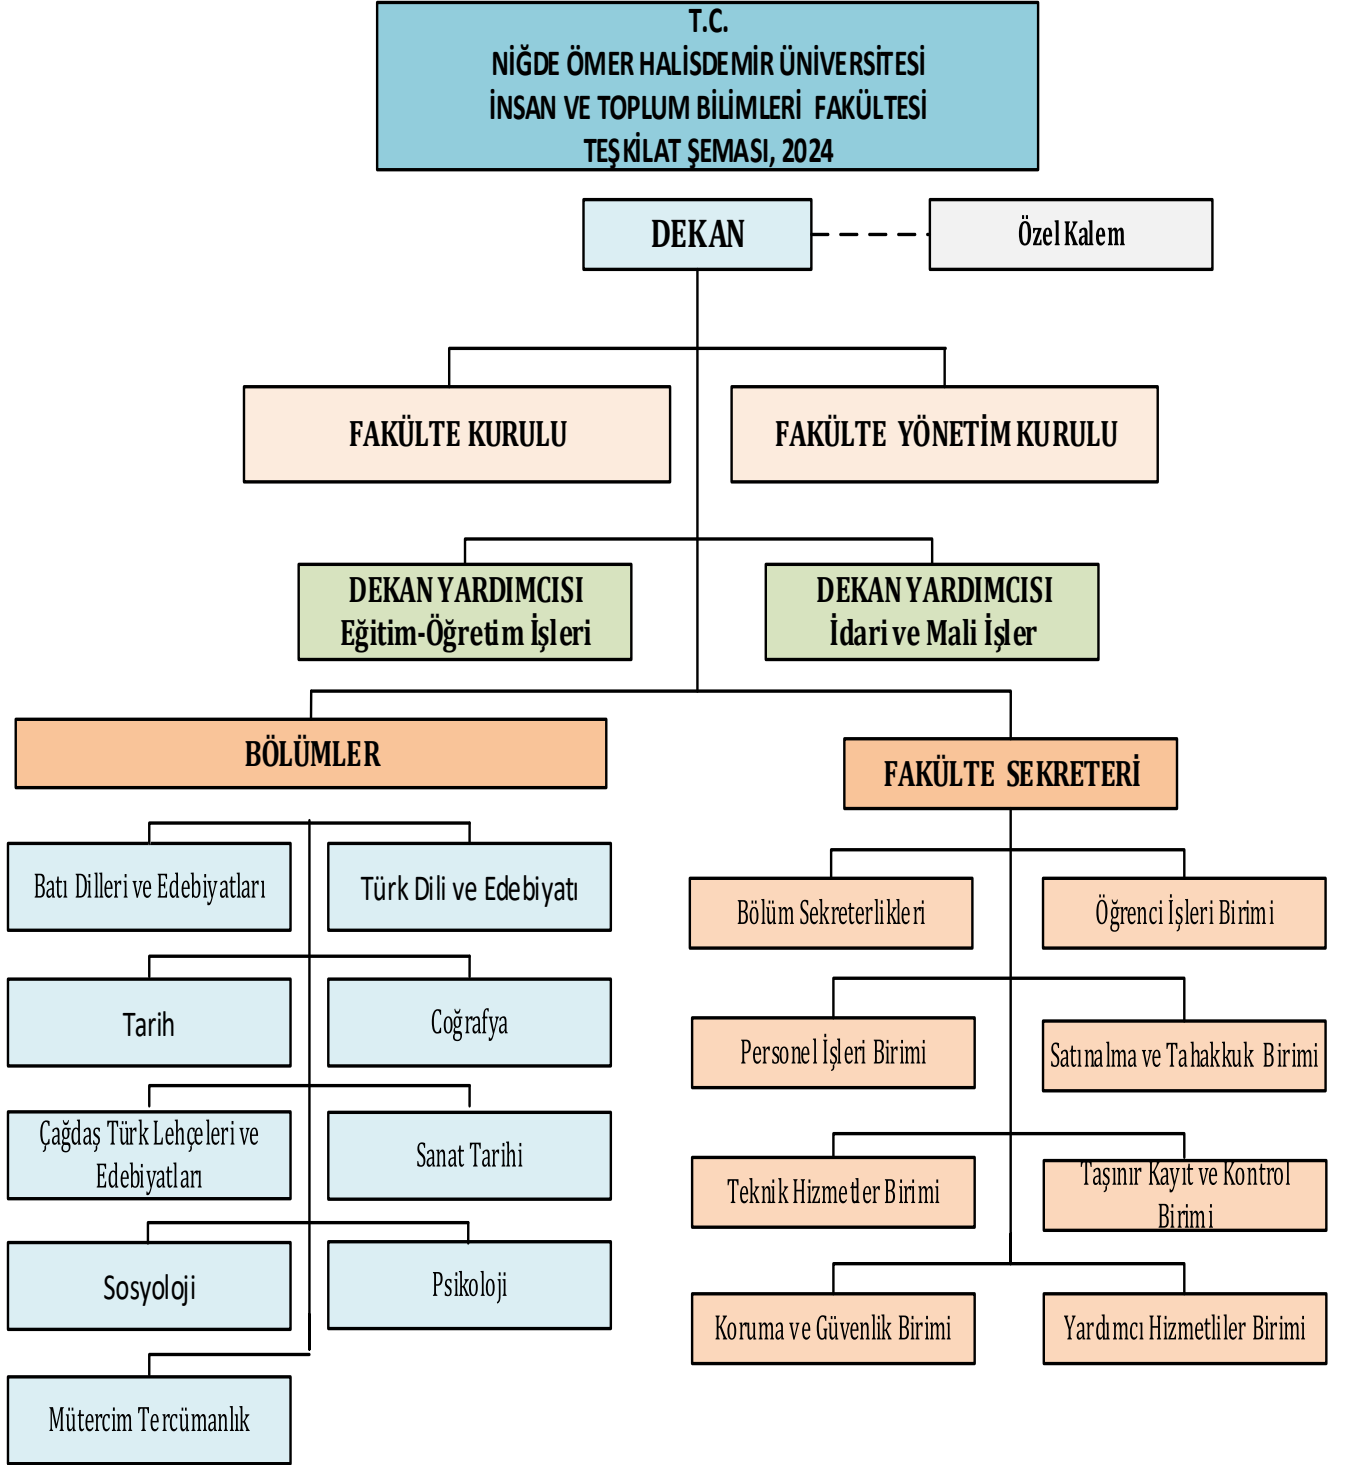 T.C.
NİĞDE ÖMER HALİSDEMİR ÜNİVERSİTESİ
İNSAN VE TOPLUM BİLİMLERİ FAKÜLTESİ
TEŞKİLAT ŞEMASI, 2024
DEKAN
Özel Kalem
FAKÜLTE KURULU
FAKÜLTE YÖNETİM KURULU
DEKAN YARDIMCISI
Eğitim-Öğretim İşleri
DEKAN YARDIMCISI
İdari ve Mali İşler
BÖLÜMLER
FAKÜLTE SEKRETERİ
Batı Dilleri ve Edebiyatları
Türk Dili ve Edebiyatı
Bölüm Sekreterlikleri
Öğrenci İşleri Birimi
Tarih
Coğrafya
Personel İşleri Birimi
Satınalma ve Tahakkuk Birimi
Çağdaş Türk Lehçeleri ve
Edebiyatları
Sanat Tarihi
Teknik Hizmetler Birimi
Taşınır Kayıt ve Kontrol
Birimi
Sosyoloji
Psikoloji
Koruma ve Güvenlik Birimi
Yardımcı Hizmetliler Birimi
Mütercim Tercümanlık